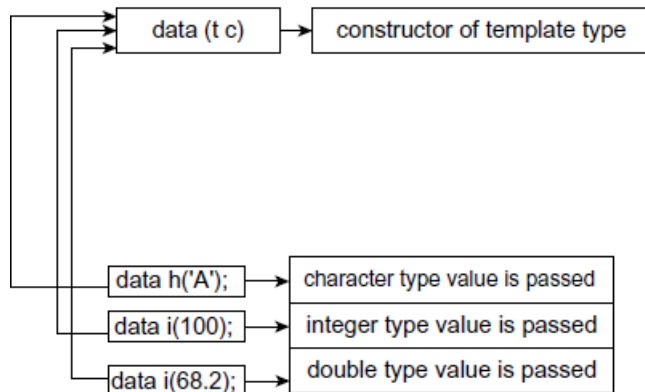 data (t c)
constructor of template type
data h('A');
character type value is passed
data i(100);
integer type value is passed
data i(68.2);
double type value is passed